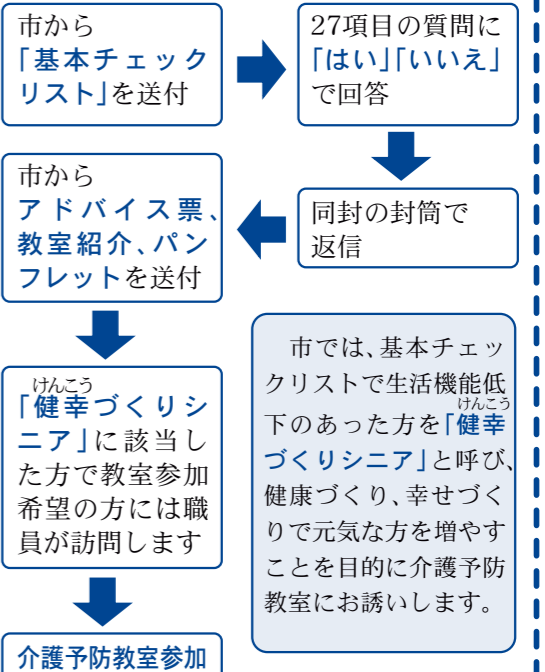 市から
「基本チェック
リスト」を送付
27項目の質問に
「はい」「いいえ」
で回答
同封の封筒で
返信
市から
アドバイス票、
教室紹介、パン
フレットを送付
けんこう
「健幸づくりシ
ニア」に該当し
た方で教室参加
希望の方には職
員が訪問します
市では、基本チェッ
クリストで生活機能低
けんこう
下のあった方を「健幸
づくりシニア」と呼び、
健康づくり、幸せづく
りで元気な方を増やす
ことを目的に介護予防
教室にお誘いします。
介護予防教室参加